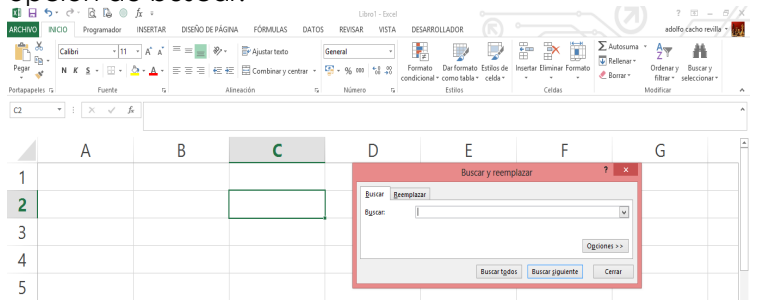 opción de buscar.
Libro1 - Excel
ARCHIVO INICIO Programador INSERTAR DISEÑO DE PÁGINA FÓRMULAS DATOS REVISAR VISTA DESARROLLADOR adolfo cacho revilla
Calibri 11 A A Ajustar texto General Autosuma
Pegar N K S A Combinar y centrar % 000 Formato condicional Dar formato como tabla Estilos de celda Insertar Eliminar Formato Rellenar Borrar Ordenar y filtrar Buscar y seleccionar
Portapapeles Fuente Alineación Número Estilos Celdas Modificar
C2 fx
A B C D E F G
1
2
3
4
5
Buscar y reemplazar ? x
Buscar Reemplazar
Buscar:
Opciones >>
Buscar todos Buscar siguiente Cerrar